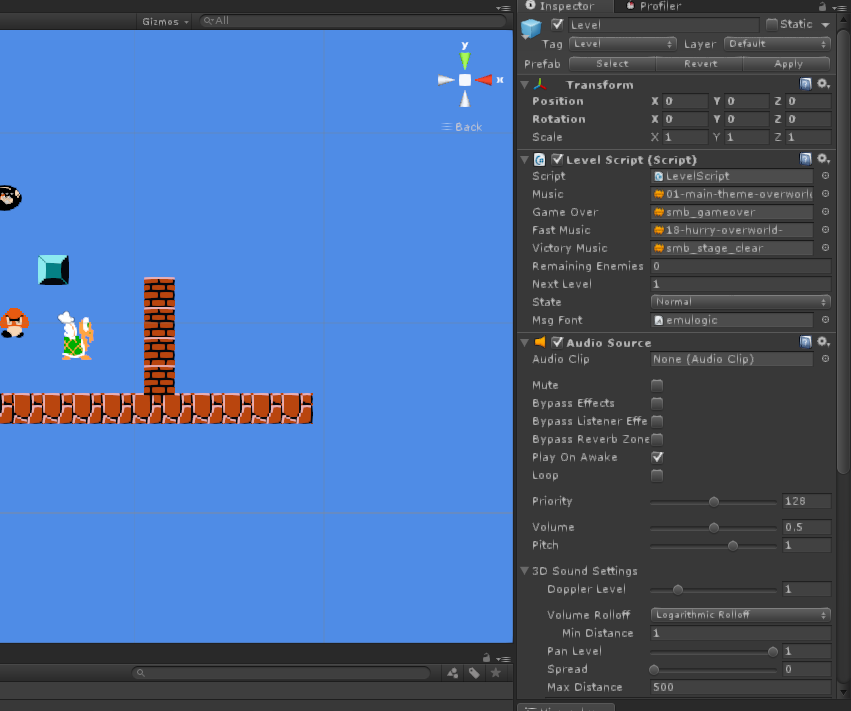 Inspector Profiler
Gizmos All
Level Static
Tag Level Layer Default
Prefab Select Revert Apply
Transform
Position X 0 Y 0 Z 0
Rotation X 0 Y 0 Z 0
Scale X 1 Y 1 Z 1
y
x
Back
Level Script (Script)
Script LevelScript
Music 01-main-theme-overworl
Game Over smb_gameover
Fast Music 18-hurry-overworld-
Victory Music smb_stage_clear
Remaining Enemies 0
Next Level 1
State Normal
Msg Font emulogic
Audio Source
Audio Clip None (Audio Clip)
Mute
Bypass Effects
Bypass Listener Effe
Bypass Reverb Zone
Play On Awake
Loop
Priority 128
Volume 0.5
Pitch 1
3D Sound Settings
Doppler Level 1
Volume Rolloff Logarithmic Rolloff
Min Distance 1
Pan Level 1
Spread 0
Max Distance 500